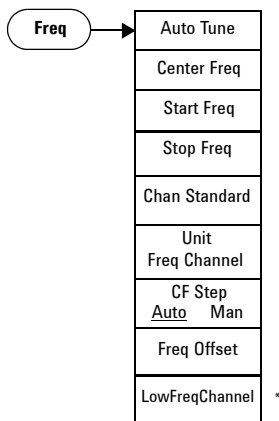 Freq
Auto Tune
Center Freq
Start Freq
Stop Freq
Chan Standard
Unit
Freq Channel
CF Step
Auto Man
Freq Offset
LowFreqChannel *